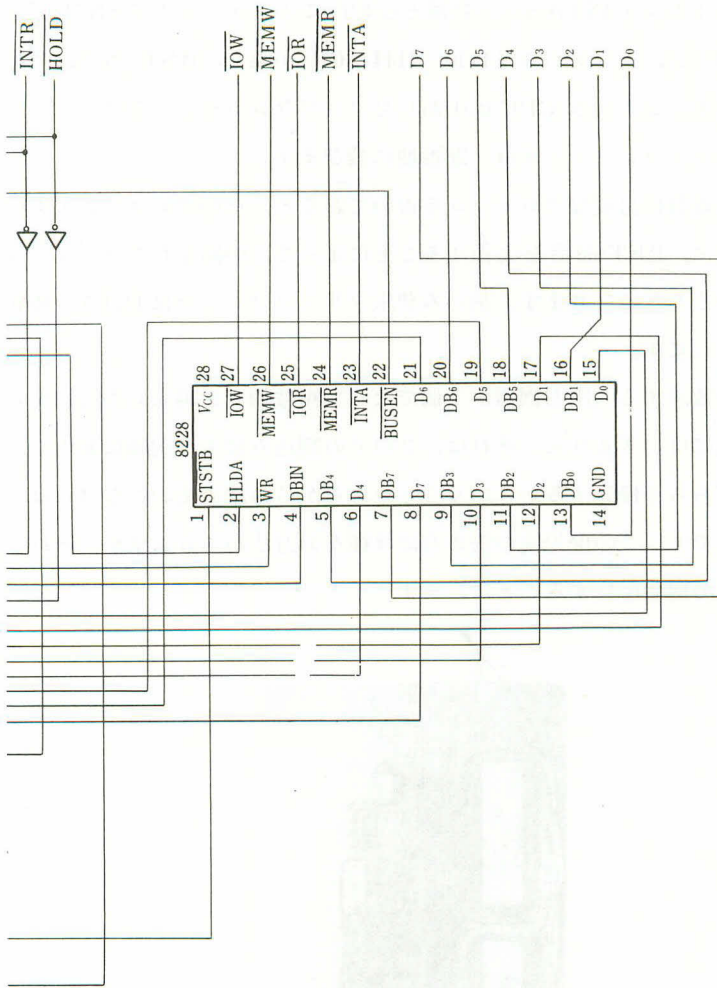 INTR
HOLD
IOW
MEMW
IOR
MEMR
INTA
D7
D6
D5
D4
D3
D2
D1
D0
8228
1 STSTB
2 HLDA
3 WR
4 DBIN
5 DB4
6 D4
7 DB7
8 D7
9 DB3
10 D3
11 DB2
12 D2
13 DB0
14 GND
28 VCC
27 IOW
26 MEMW
25 IOR
24 MEMR
23 INTA
22 BUSEN
21 D6
20 DB6
19 D5
18 DB5
17 D1
16 DB1
15 D0